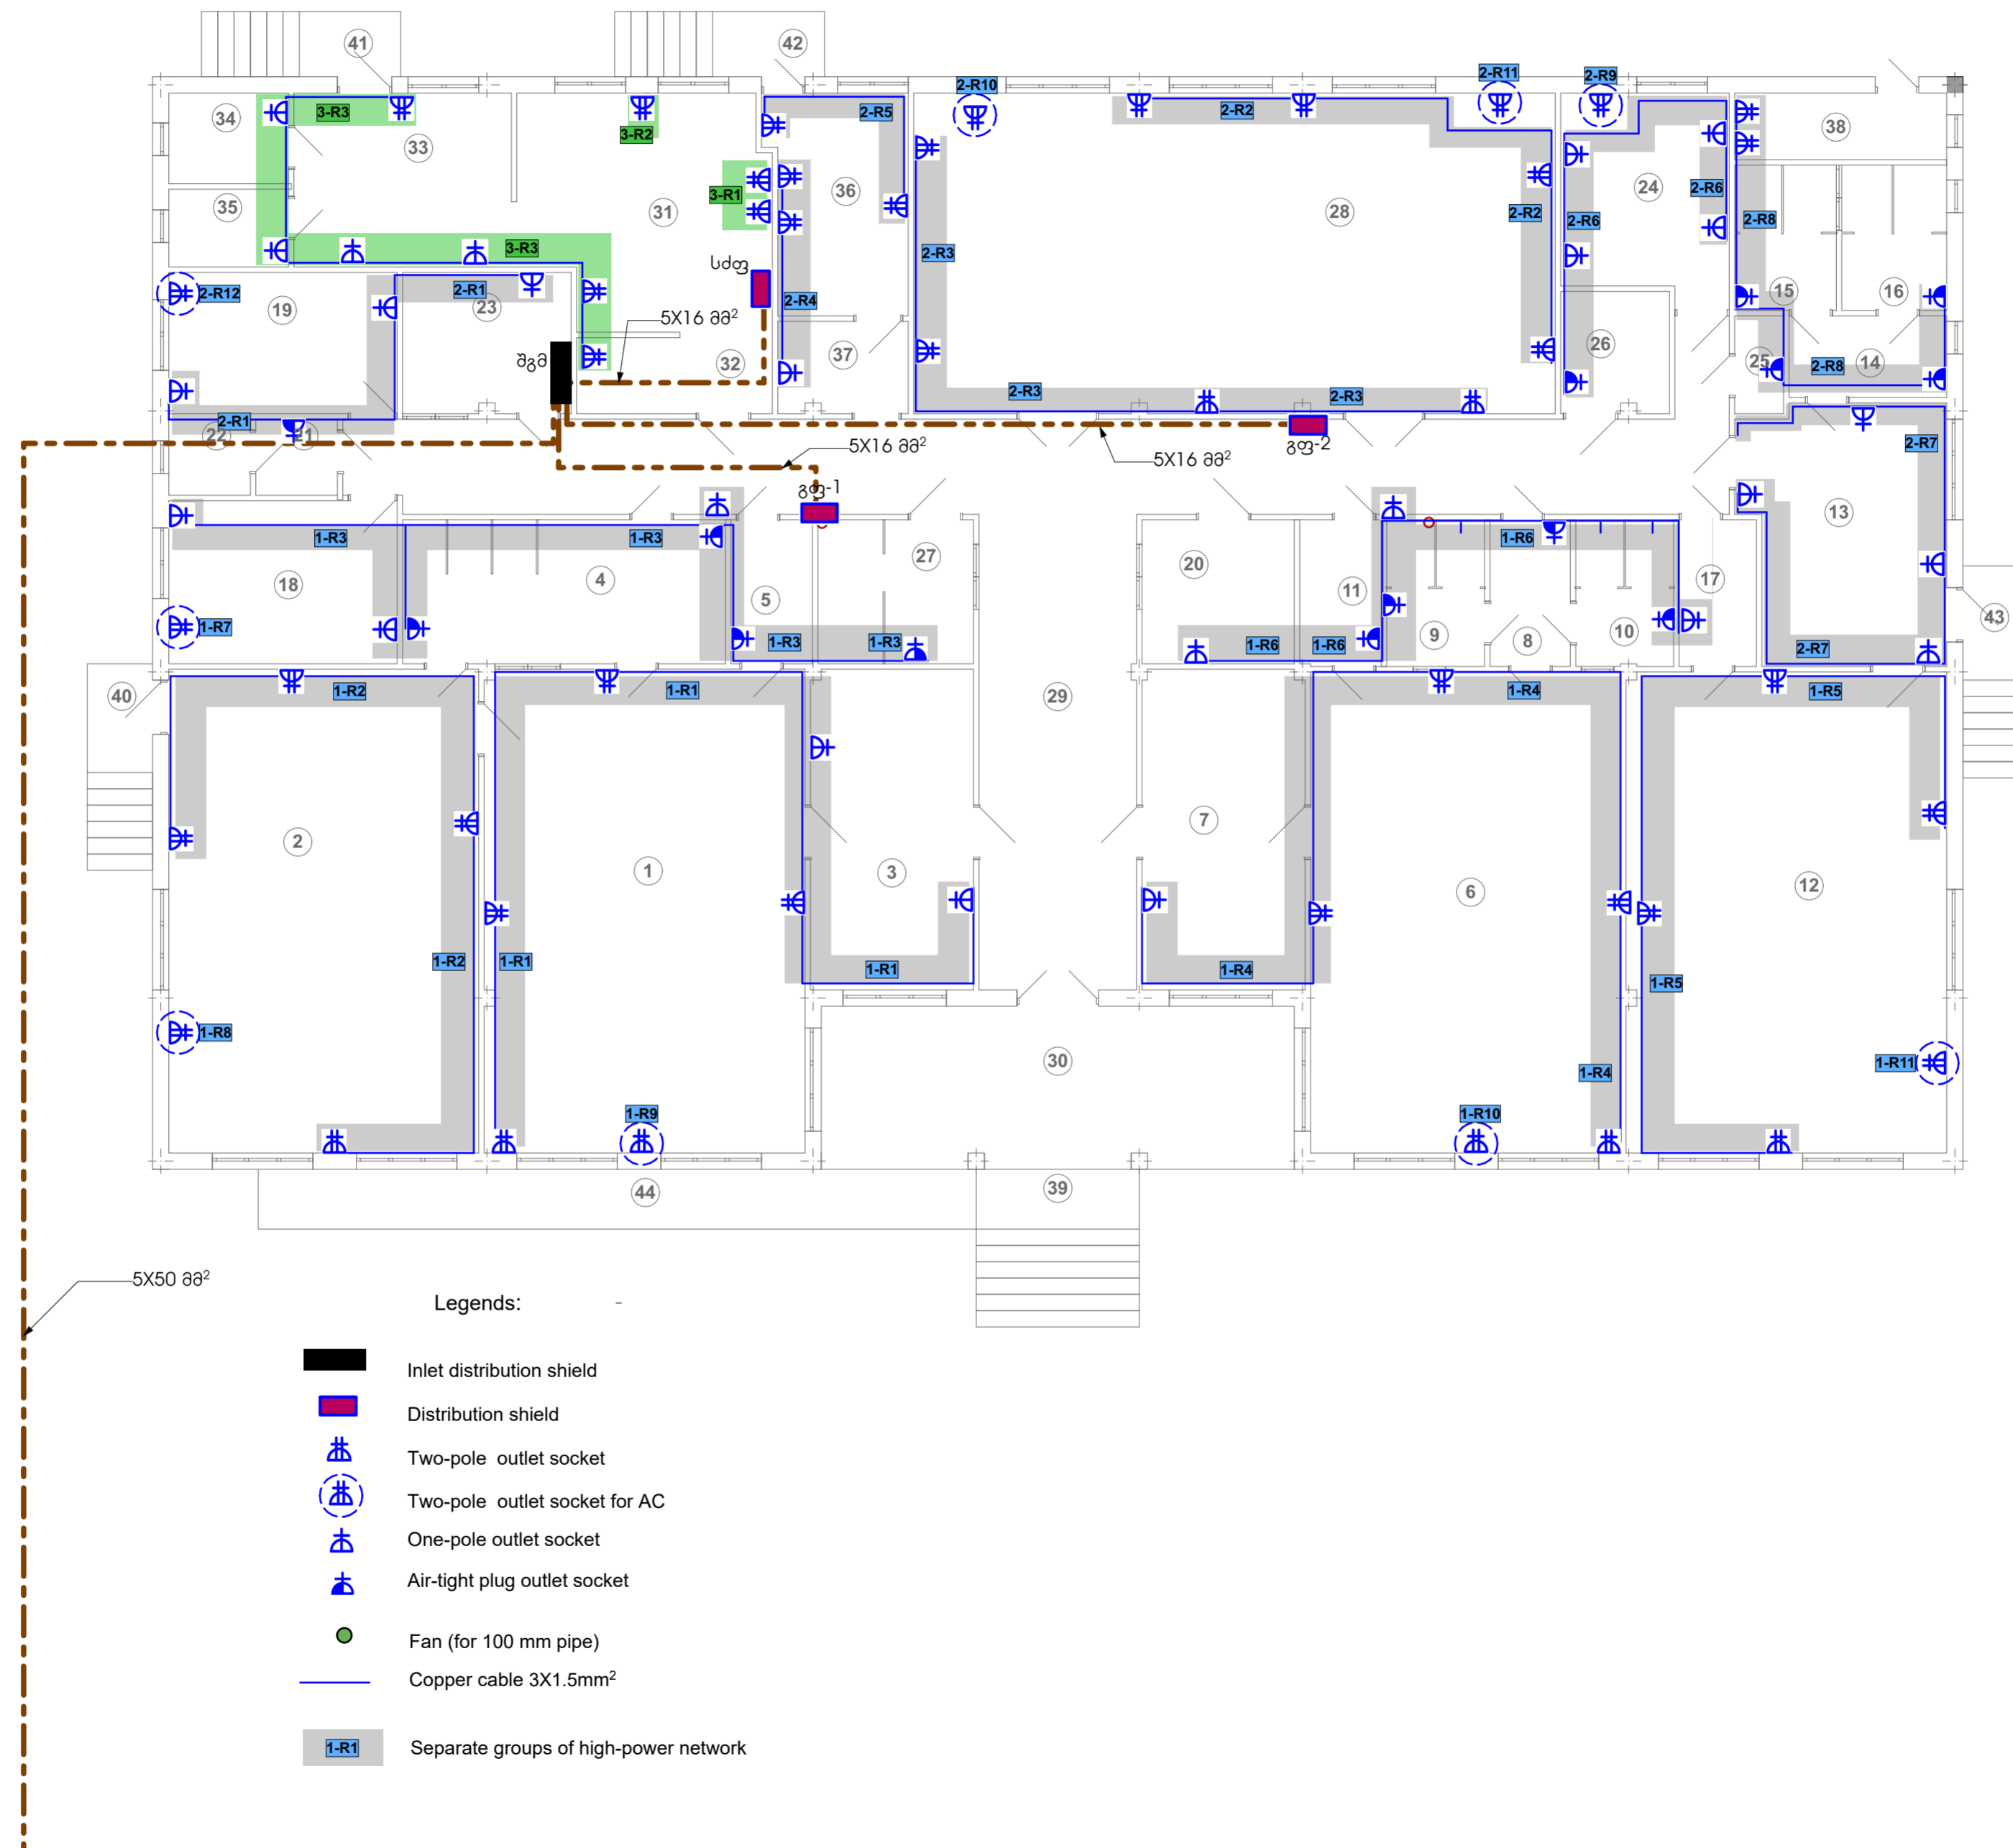 41
42
2-R10
2-R11
2-R9
34
3-R3
33
3-R2
2-R5
2-R2
38
3-R1
36
31
28
24
2-R6
35
2-R2
2-R6
2-R8
3-R3
2-R3
სძფ
2-R12
19
2-R1
23
2-R4
15
16
5X16 მმ²
შგმ
32
37
26
25
14
2-R8
2-R3
2-R3
22
2-R1
21
5X16 მმ²
5X16 მმ²
გფ-2
2-R7
გფ-1
13
1-R3
1-R3
1-R6
27
20
18
4
5
11
17
43
1-R7
1-R3
1-R3
1-R6
1-R6
9
8
10
2-R7
40
1-R2
1-R1
29
1-R4
1-R5
2
1
3
7
6
12
1-R2
1-R1
1-R1
1-R4
1-R5
1-R8
30
1-R4
1-R11
1-R9
1-R10
44
39
5X50 მმ²
Legends: -
Inlet distribution shield
Distribution shield
Two-pole outlet socket
Two-pole outlet socket for AC
One-pole outlet socket
Air-tight plug outlet socket
Fan (for 100 mm pipe)
Copper cable 3X1.5mm²
1-R1 Separate groups of high-power network